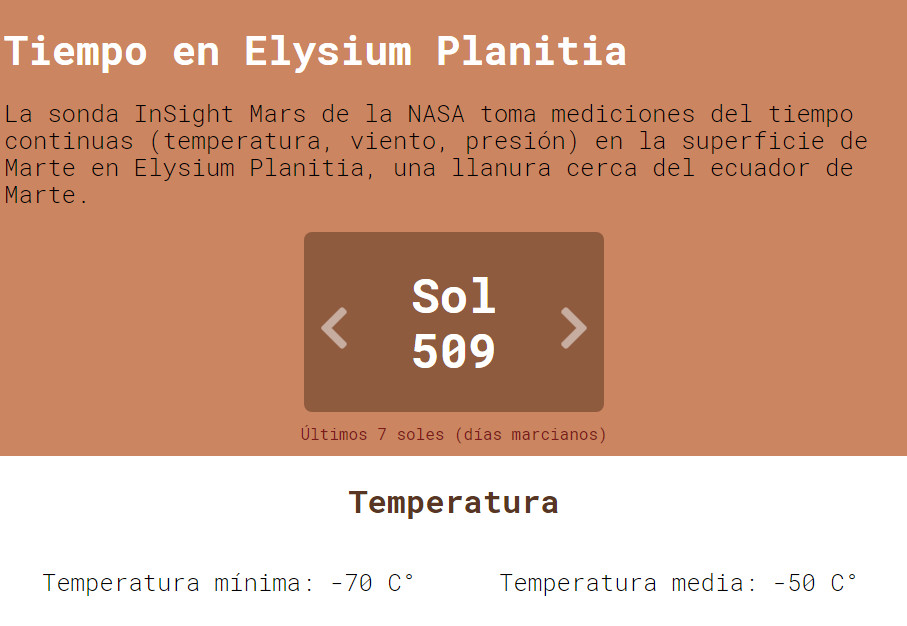 Tiempo en Elysium Planitia
La sonda InSight Mars de la NASA toma mediciones del tiempo
continuas (temperatura, viento, presión) en la superficie de
Marte en Elysium Planitia, una llanura cerca del ecuador de
Marte.
Sol
509
Últimos 7 soles (días marcianos)
Temperatura
Temperatura mínima: -70 C° Temperatura media: -50 C°